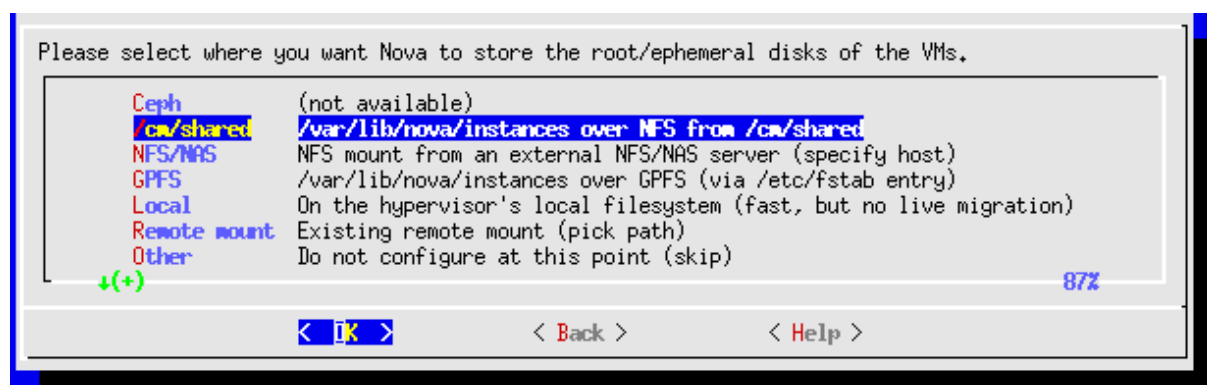 Please select where you want Nova to store the root/ephemeral disks of the VMs.
Ceph (not available)
/cm/shared /var/lib/nova/instances over NFS from /cm/shared
NFS/NAS NFS mount from an external NFS/NAS server (specify host)
GPFS /var/lib/nova/instances over GPFS (via /etc/fstab entry)
Local On the hypervisor's local filesystem (fast, but no live migration)
Remote mount Existing remote mount (pick path)
Other Do not configure at this point (skip)
↓(+) 87%
< OK > < Back > < Help >